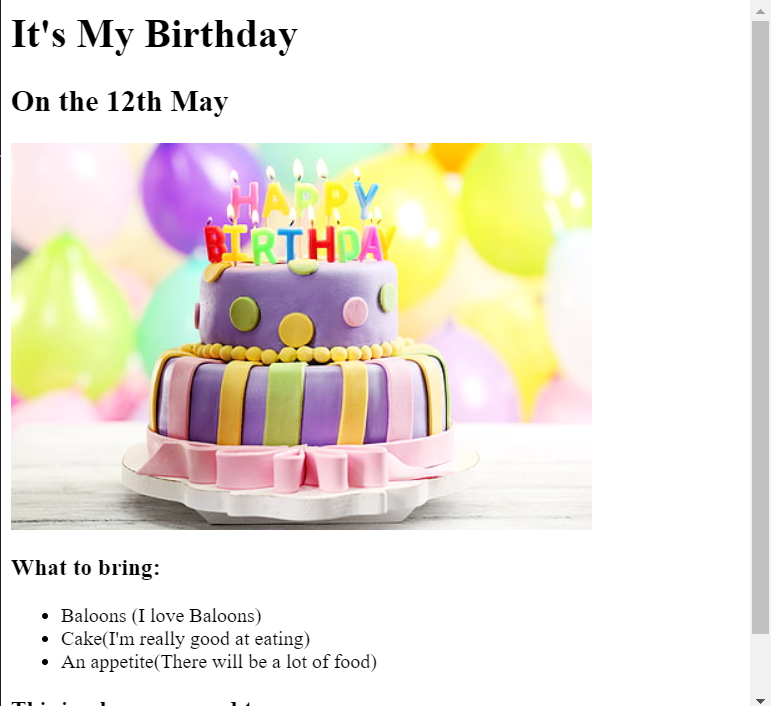 It's My Birthday
On the 12th May
HAPPY
BIRTHDAY
What to bring:
Baloons (I love Baloons)
Cake(I'm really good at eating)
An appetite(There will be a lot of food)